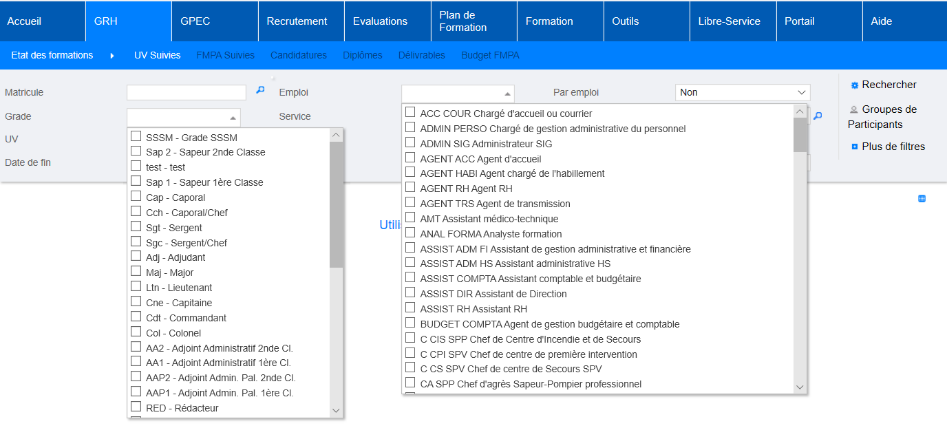 Accueil
GRH
GPEC
Recrutement
Evaluations
Plan de
Formation
Formation
Outils
Libre-Service
Portail
Aide
Etat des formations
UV Suivies
FMPA Suivies
Candidatures
Diplômes
Délivrables
Budget FMPA
Matricule
Emploi
Par emploi
Non
Rechercher
Grade
Service
Groupes de
Participants
UV
Plus de filtres
Date de fin
SSSM - Grade SSSM
Sap 2 - Sapeur 2nde Classe
test - test
Sap 1 - Sapeur 1ère Classe
Cap - Caporal
Cch - Caporal/Chef
Sgt - Sergent
Sgc - Sergent/Chef
Adj - Adjudant
Maj - Major
Ltn - Lieutenant
Cne - Capitaine
Cdt - Commandant
Col - Colonel
AA2 - Adjoint Administratif 2nde Cl.
AA1 - Adjoint Administratif 1ère Cl.
AAP2 - Adjoint Admin. Pal. 2nde Cl.
AAP1 - Adjoint Admin. Pal. 1ère Cl.
RED - Rédacteur
Utilis
ACC COUR Chargé d'accueil ou courrier
ADMIN PERSO Chargé de gestion administrative du personnel
ADMIN SIG Administrateur SIG
AGENT ACC Agent d'accueil
AGENT HABI Agent chargé de l'habillement
AGENT RH Agent RH
AGENT TRS Agent de transmission
AMT Assistant médico-technique
ANAL FORMA Analyste formation
ASSIST ADM FI Assistant de gestion administrative et financière
ASSIST ADM HS Assistant administrative HS
ASSIST COMPTA Assistant comptable et budgétaire
ASSIST DIR Assistant de Direction
ASSIST RH Assistant RH
BUDGET COMPTA Agent de gestion budgétaire et comptable
C CIS SPP Chef de Centre d'Incendie et de Secours
C CPI SPV Chef de centre de première intervention
C CS SPV Chef de centre de Secours SPV
CA SPP Chef d'agrès Sapeur-Pompier professionnel